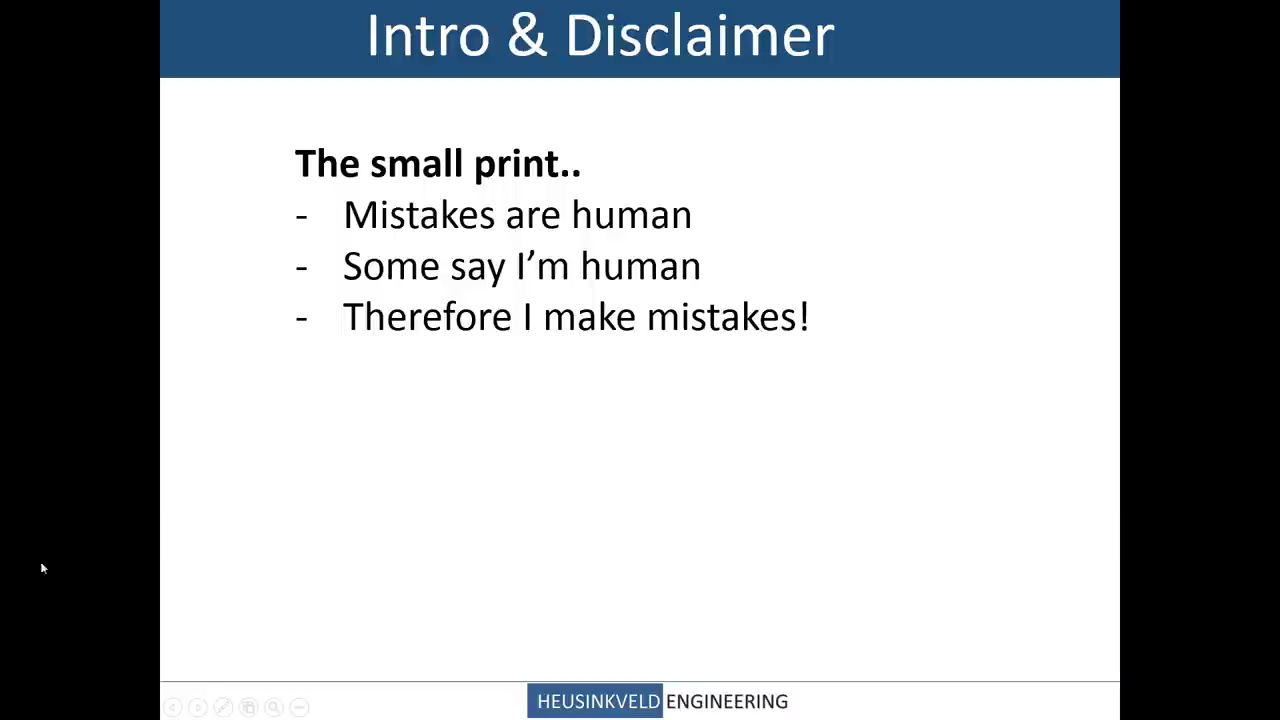 Intro & Disclaimer
The small print..
- Mistakes are human
- Some say I’m human
- Therefore I make mistakes!
HEUSINKVELD ENGINEERING